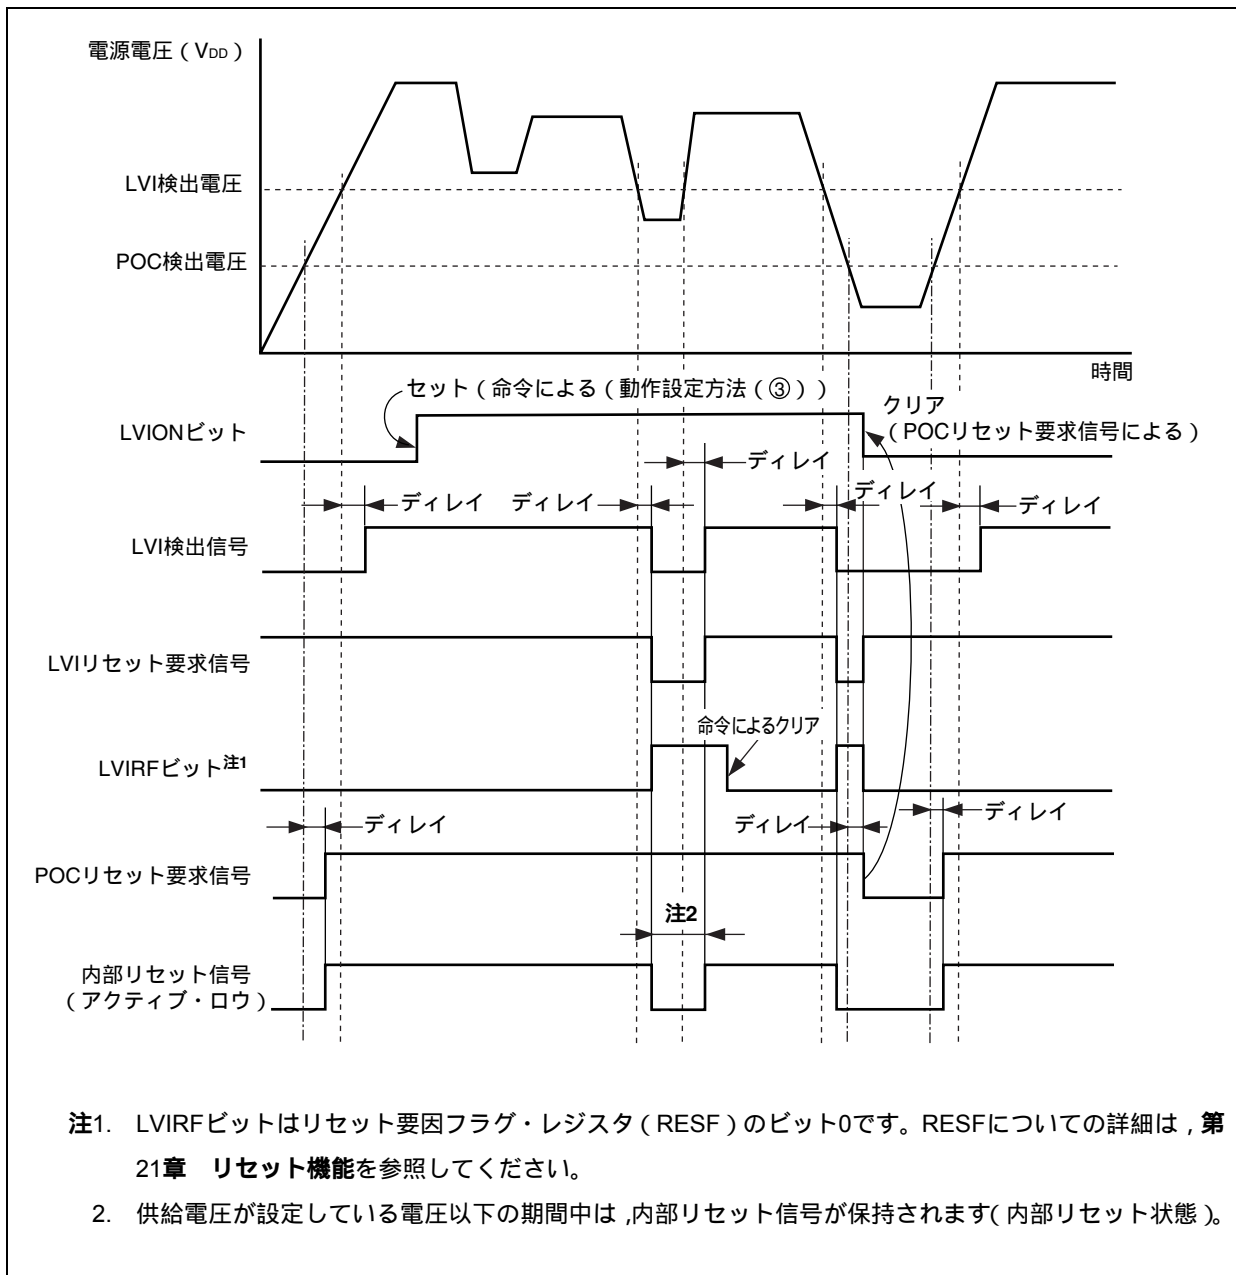 電源電圧（VDD）
LVI検出電圧
POC検出電圧
時間
セット（命令による（動作設定方法（③））
クリア
（POCリセット要求信号による）
LVIONビット
ディレイ
ディレイ
ディレイ
ディレイ
ディレイ
LVI検出信号
LVIリセット要求信号
命令によるクリア
LVIRFビット注1
ディレイ
ディレイ
ディレイ
POCリセット要求信号
注2
内部リセット信号
（アクティブ・ロウ）
注1. LVIRFビットはリセット要因フラグ・レジスタ（RESF）のビット0です。RESFについての詳細は，第
21章 リセット機能を参照してください。
2. 供給電圧が設定している電圧以下の期間中は，内部リセット信号が保持されます（内部リセット状態）。